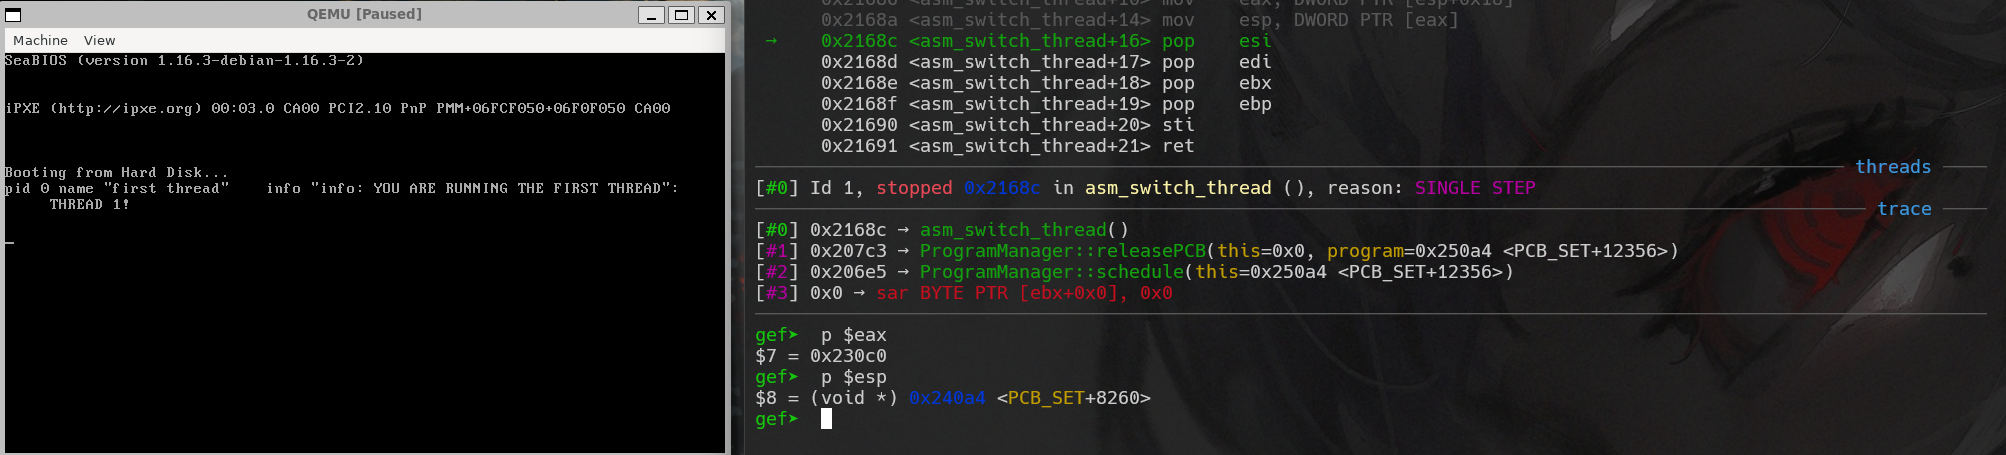 QEMU [Paused]
Machine View
SeaBIOS (version 1.16.3-debian-1.16.3-2)
iPXE (http://ipxe.org) 00:03.0 CA00 PCI2.10 PnP PMM+06FCF050+06F0F050 CA00
Booting from Hard Disk...
pid 0 name "first thread" info "info: YOU ARE RUNNING THE FIRST THREAD":
THREAD 1!
0x2168a <asm_switch_thread+14> mov esp, DWORD PTR [eax]
→ 0x2168c <asm_switch_thread+16> pop esi
0x2168d <asm_switch_thread+17> pop edi
0x2168e <asm_switch_thread+18> pop ebx
0x2168f <asm_switch_thread+19> pop ebp
0x21690 <asm_switch_thread+20> sti
0x21691 <asm_switch_thread+21> ret
threads
[#0] Id 1, stopped 0x2168c in asm_switch_thread (), reason: SINGLE STEP
trace
[#0] 0x2168c → asm_switch_thread()
[#1] 0x207c3 → ProgramManager::releasePCB(this=0x0, program=0x250a4 <PCB_SET+12356>)
[#2] 0x206e5 → ProgramManager::schedule(this=0x250a4 <PCB_SET+12356>)
[#3] 0x0 → sar BYTE PTR [ebx+0x0], 0x0
gef➤ p $eax
$7 = 0x230c0
gef➤ p $esp
$8 = (void *) 0x240a4 <PCB_SET+8260>
gef➤